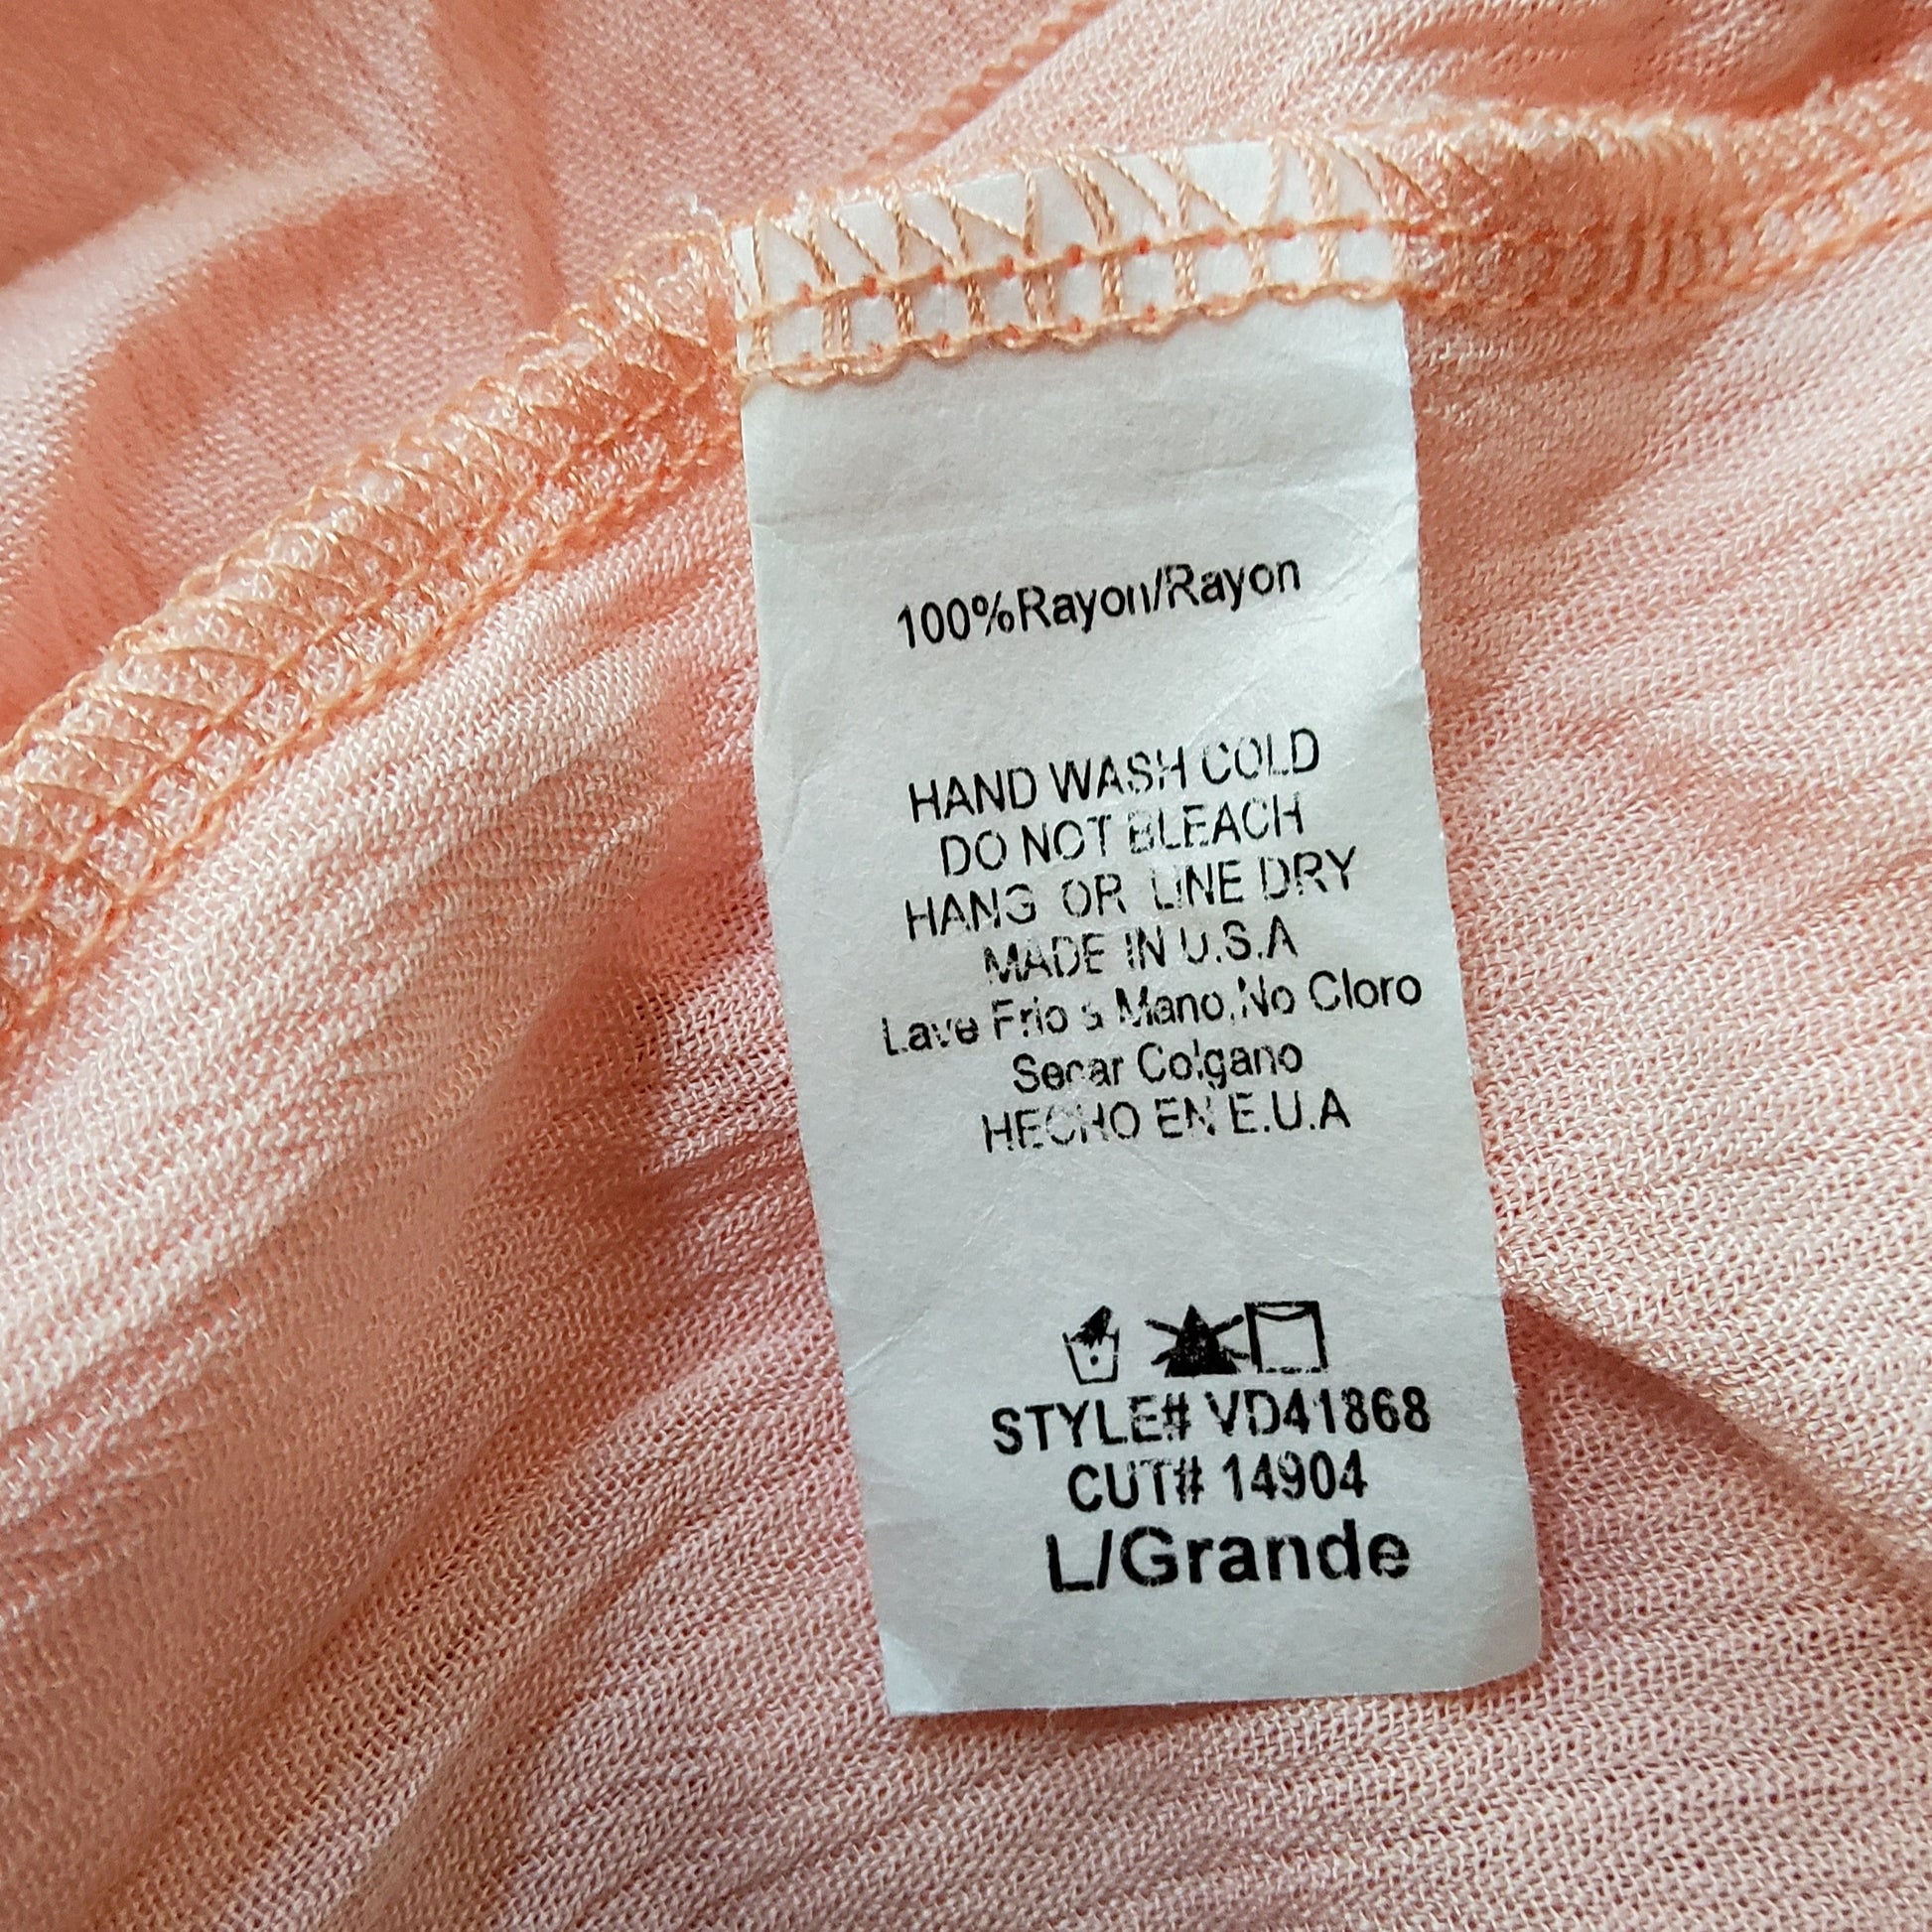 100%Rayon/Rayon
HAND WASH COLD
DO NOT BLEACH
HANG OR LINE DRY
MADE IN U.S.A
Lave Frio a Mano,No Cloro
Secar Colgano
HECHO EN E.U.A
STYLE# VD41868
CUT# 14904
L/Grande